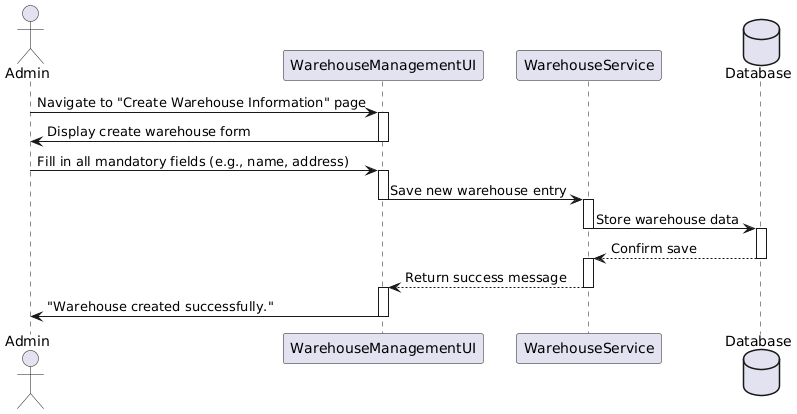 Admin
WarehouseManagementUI
WarehouseService
Database
Navigate to "Create Warehouse Information" page
Display create warehouse form
Fill in all mandatory fields (e.g., name, address)
Save new warehouse entry
Store warehouse data
Confirm save
Return success message
"Warehouse created successfully."
Admin
WarehouseManagementUI
WarehouseService
Database